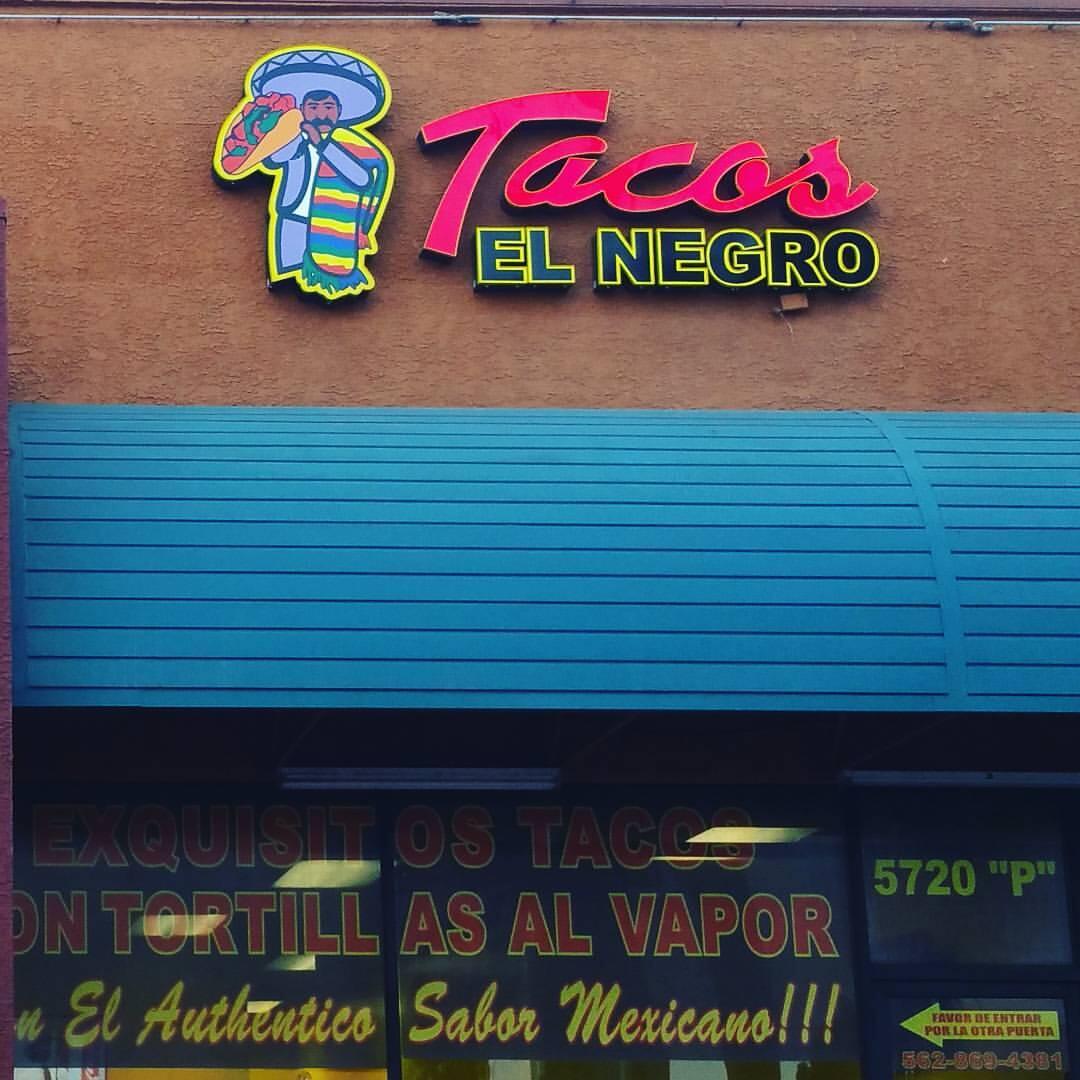 Tacos
EL NEGRO
EXQUISITOS TACOS
ON TORTILLAS AL VAPOR
n El Authentico Sabor Mexicano!!!
5720 "P"
FAVOR DE ENTRAR
POR LA OTRA PUERTA
562-869-4381